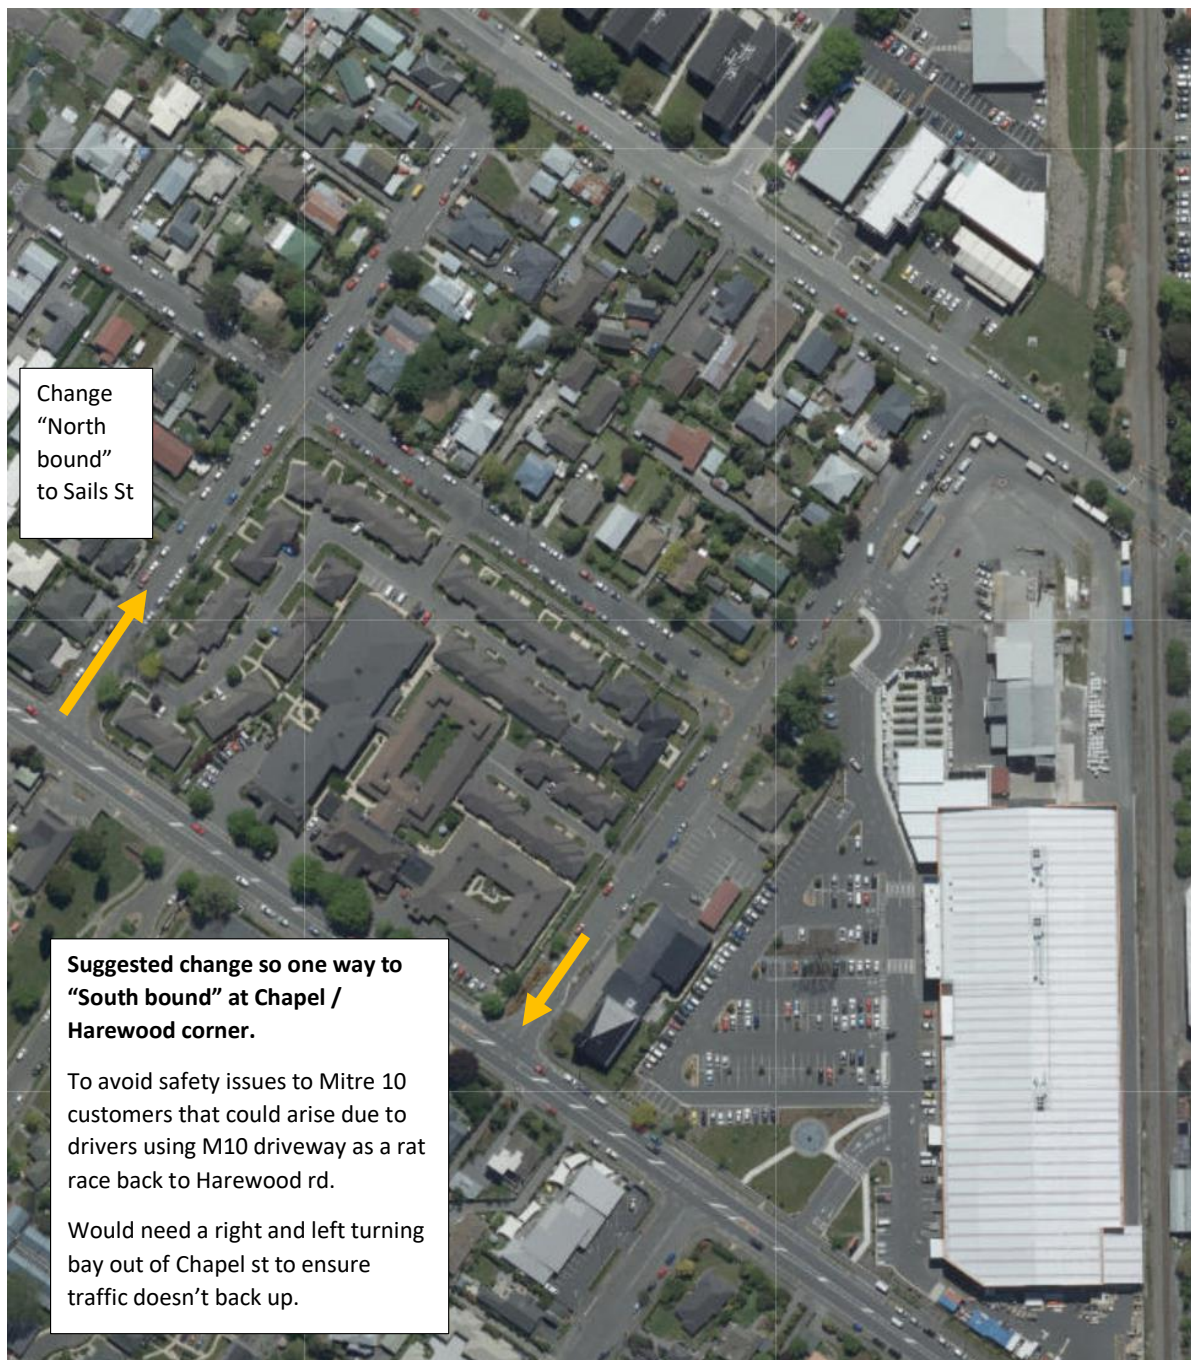 Change
“North
bound”
to Sails St
Suggested change so one way to
“South bound” at Chapel /
Harewood corner.
To avoid safety issues to Mitre 10
customers that could arise due to
drivers using M10 driveway as a rat
race back to Harewood rd.
Would need a right and left turning
bay out of Chapel st to ensure
traffic doesn’t back up.